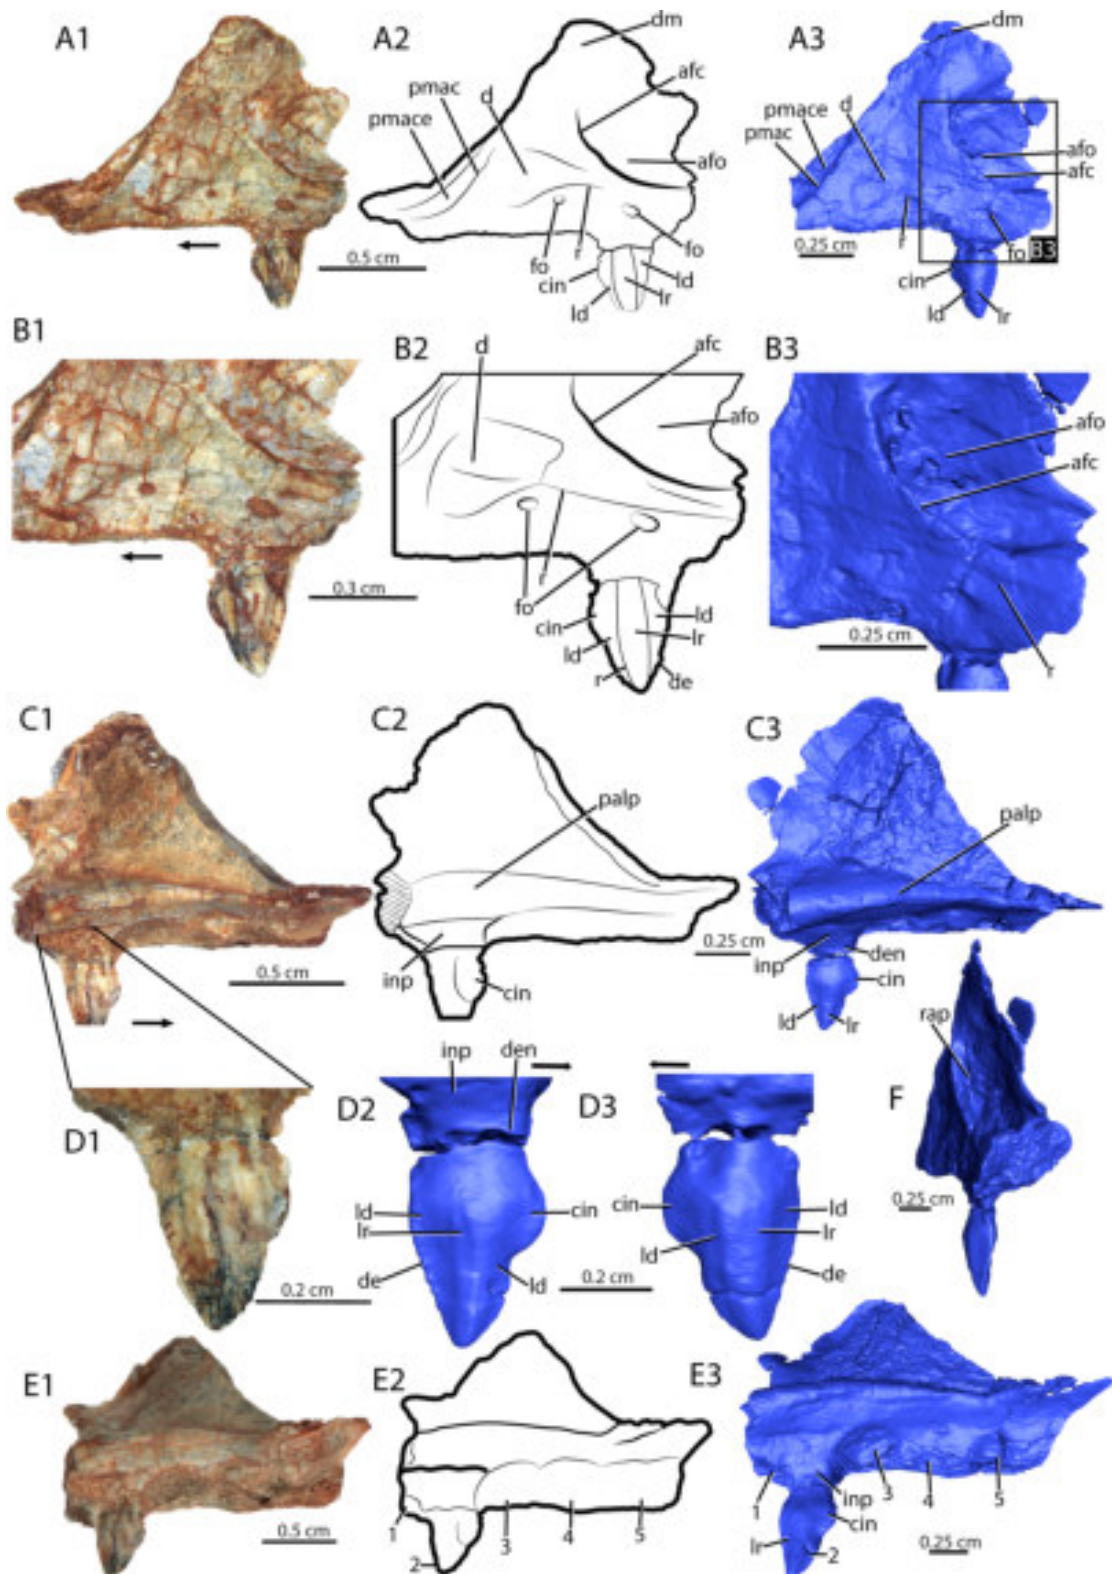 A1
A2
dm
afc
d
pmac
pmace
afo
fo
r
fo
cin
ld
lr
ld
0.5 cm
A3
dm
d
pmace
pmac
afo
afc
r
fo
B3
0.25 cm
cin
ld
lr
B1
0.3 cm
B2
d
afc
afo
r
fo
cin
ld
ld
lr
r
de
B3
afo
afc
0.25 cm
r
C1
0.5 cm
C2
palp
inp
cin
0.25 cm
C3
palp
inp
den
cin
ld
lr
D1
0.2 cm
D2
inp
den
ld
lr
cin
de
ld
D3
cin
ld
ld
lr
de
0.2 cm
F
rap
0.25 cm
E1
0.5 cm
E2
1
2
3
4
5
E3
1
inp
3
4
5
cin
lr
2
0.25 cm